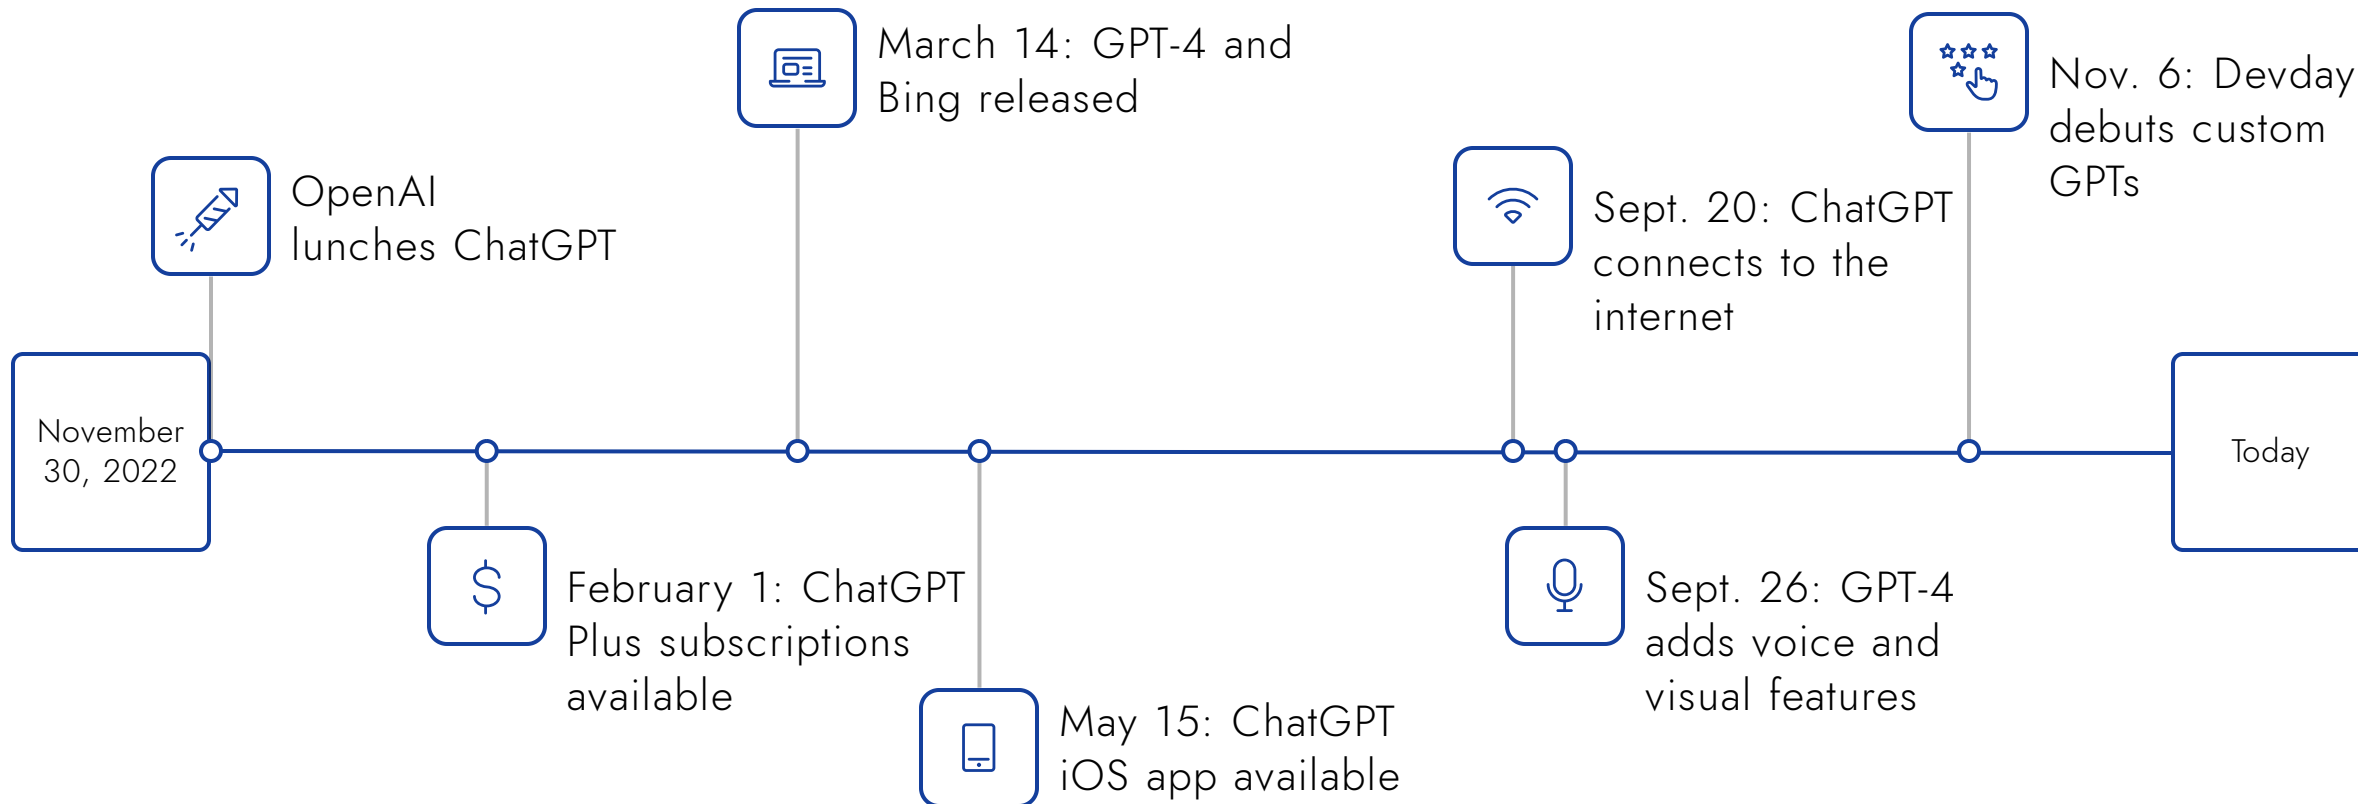 November
30, 2022
OpenAI
lunches ChatGPT
February 1: ChatGPT
Plus subscriptions
available
March 14: GPT-4 and
Bing released
May 15: ChatGPT
iOS app available
Sept. 20: ChatGPT
connects to the
internet
Sept. 26: GPT-4
adds voice and
visual features
Nov. 6: Devday
debuts custom
GPTs
Today